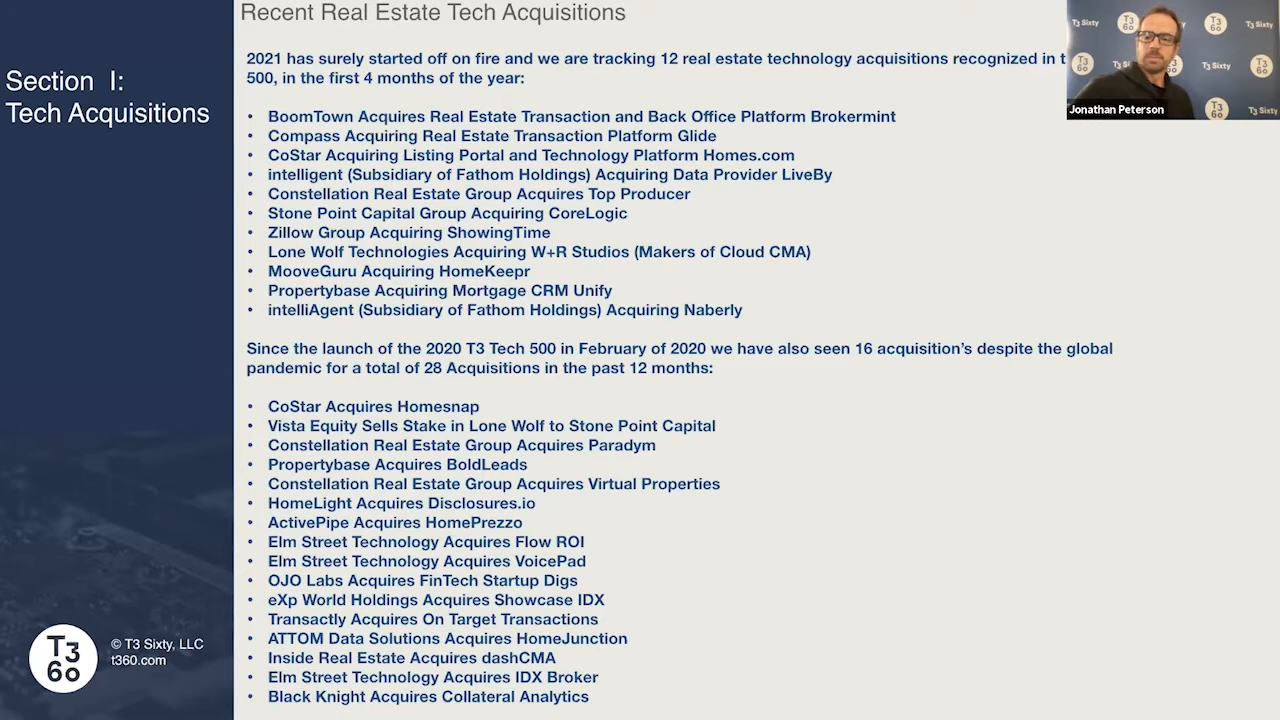 Recent Real Estate Tech Acquisitions
Section I:
Tech Acquisitions
2021 has surely started off on fire and we are tracking 12 real estate technology acquisitions recognized in t
500, in the first 4 months of the year:
• BoomTown Acquires Real Estate Transaction and Back Office Platform Brokermint
• Compass Acquiring Real Estate Transaction Platform Glide
• CoStar Acquiring Listing Portal and Technology Platform Homes.com
• intelligent (Subsidiary of Fathom Holdings) Acquiring Data Provider LiveBy
• Constellation Real Estate Group Acquires Top Producer
• Stone Point Capital Group Acquiring CoreLogic
• Zillow Group Acquiring ShowingTime
• Lone Wolf Technologies Acquiring W+R Studios (Makers of Cloud CMA)
• MooveGuru Acquiring HomeKeepr
• Propertybase Acquiring Mortgage CRM Unify
• intelliAgent (Subsidiary of Fathom Holdings) Acquiring Naberly
Since the launch of the 2020 T3 Tech 500 in February of 2020 we have also seen 16 acquisition's despite the global
pandemic for a total of 28 Acquisitions in the past 12 months:
• CoStar Acquires Homesnap
• Vista Equity Sells Stake in Lone Wolf to Stone Point Capital
• Constellation Real Estate Group Acquires Paradym
• Propertybase Acquires BoldLeads
• Constellation Real Estate Group Acquires Virtual Properties
• HomeLight Acquires Disclosures.io
• ActivePipe Acquires HomePrezzo
• Elm Street Technology Acquires Flow ROI
• Elm Street Technology Acquires VoicePad
• OJO Labs Acquires FinTech Startup Digs
• eXp World Holdings Acquires Showcase IDX
• Transactly Acquires On Target Transactions
• ATTOM Data Solutions Acquires HomeJunction
• Inside Real Estate Acquires dashCMA
• Elm Street Technology Acquires IDX Broker
• Black Knight Acquires Collateral Analytics
T3
60
© T3 Sixty, LLC
t360.com
T3 Sixty
T3 Sixty
T3 Sixty
T3 Sixty
Jonathan Peterson